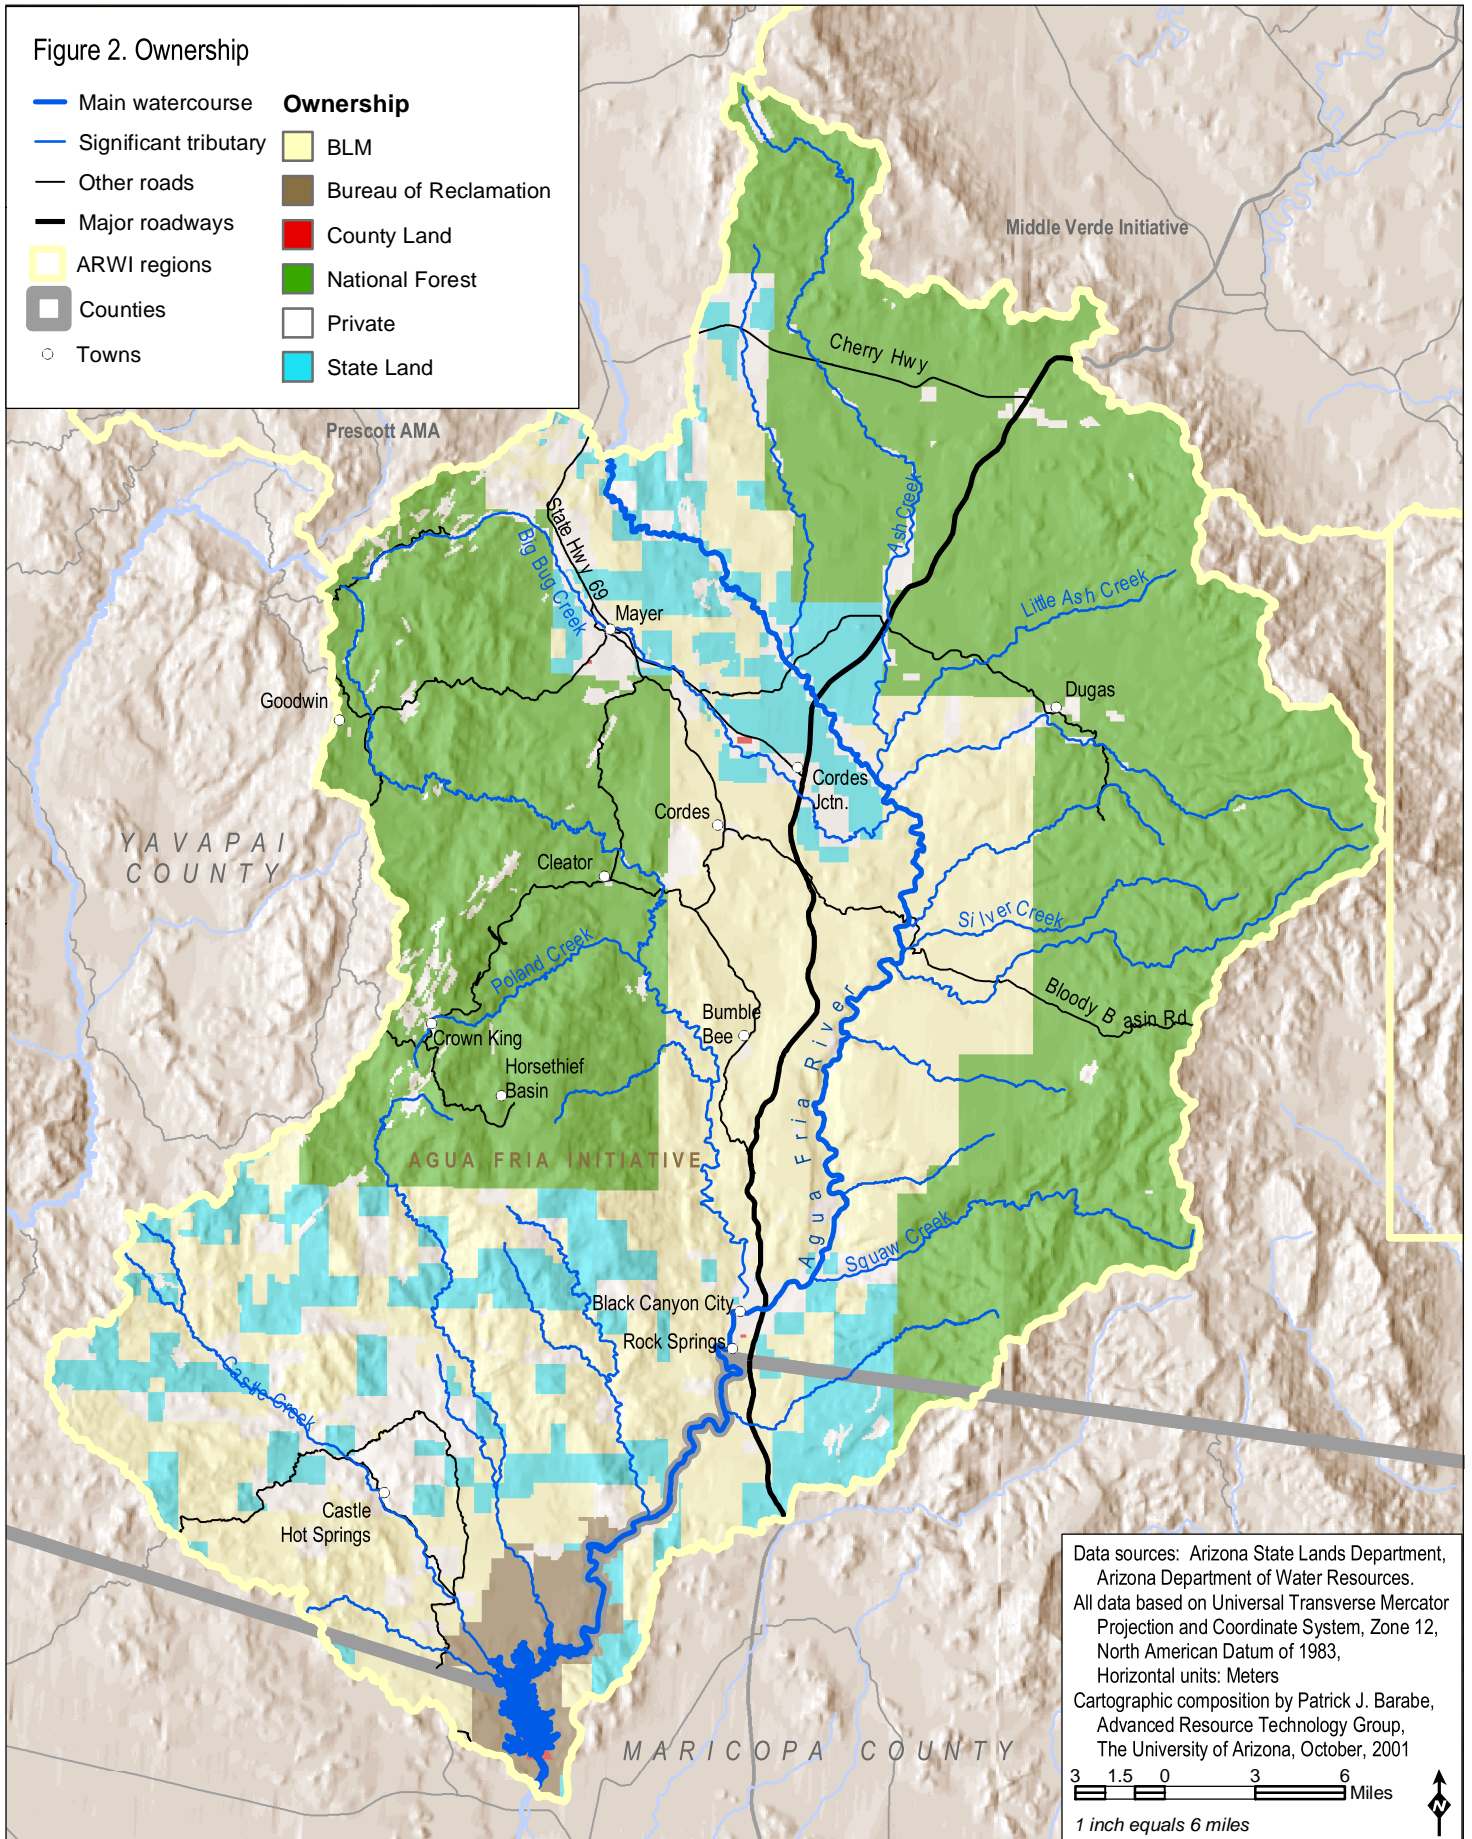 Figure 2. Ownership
Main watercourse
Significant tributary
Other roads
Major roadways
ARWI regions
Counties
Towns
Ownership
BLM
Bureau of Reclamation
County Land
National Forest
Private
State Land
Middle Verde Initiative
Cherry Hwy
Prescott AMA
State Hwy 69
Big Bug Creek
Ash Creek
Little Ash Creek
Mayer
Goodwin
Dugas
Cordes
Jctn.
Cordes
YAVAPAI
COUNTY
Cleator
Silver Creek
Poland Creek
Bloody Basin Rd
Bumble
Bee
Crown King
Horsethief
Basin
Agua Fria River
AGUA FRIA INITIATIVE
Squaw Creek
Black Canyon City
Rock Springs
Castle Creek
Castle
Hot Springs
MARICOPA COUNTY
Data sources: Arizona State Lands Department,
Arizona Department of Water Resources.
All data based on Universal Transverse Mercator
Projection and Coordinate System, Zone 12,
North American Datum of 1983,
Horizontal units: Meters
Cartographic composition by Patrick J. Barabe,
Advanced Resource Technology Group,
The University of Arizona, October, 2001
3 1.5 0 3 6
Miles
N
1 inch equals 6 miles